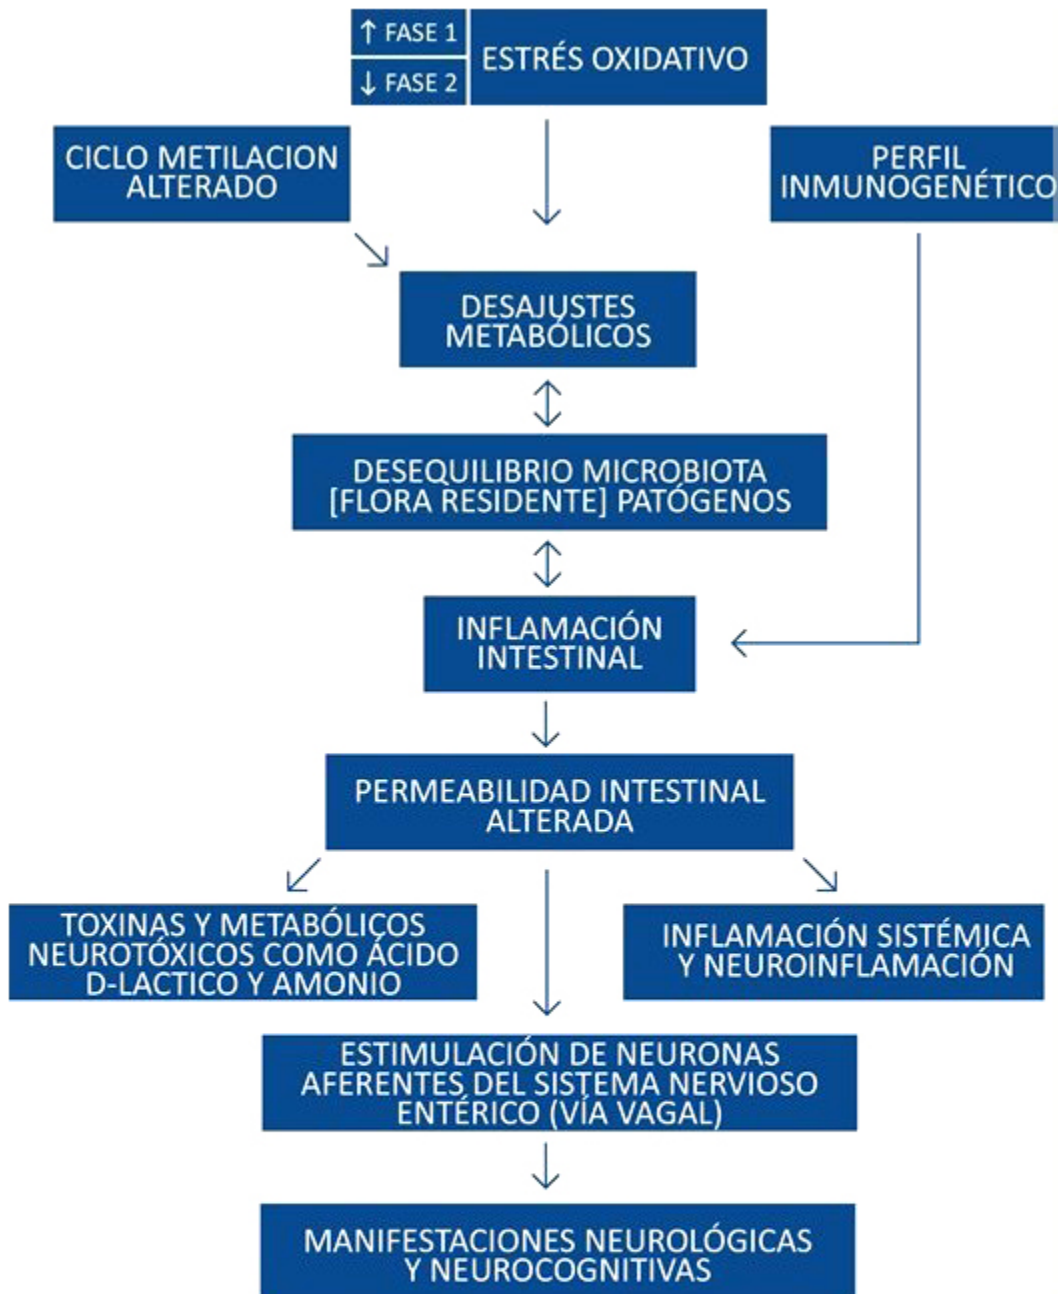 ↑ FASE 1
↓ FASE 2
ESTRÉS OXIDATIVO
CICLO METILACION
ALTERADO
PERFIL
INMUNOGENÉTICO
DESAJUSTES
METABÓLICOS
DESEQUILIBRIO MICROBIOTA
[FLORA RESIDENTE] PATÓGENOS
INFLAMACIÓN
INTESTINAL
PERMEABILIDAD INTESTINAL
ALTERADA
TOXINAS Y METABÓLICOS
NEUROTÓXICOS COMO ÁCIDO
D-LACTICO Y AMONIO
INFLAMACIÓN SISTÉMICA
Y NEUROINFLAMACIÓN
ESTIMULACIÓN DE NEURONAS
AFERENTES DEL SISTEMA NERVIOSO
ENTÉRICO (VÍA VAGAL)
MANIFESTACIONES NEUROLÓGICAS
Y NEUROCOGNITIVAS